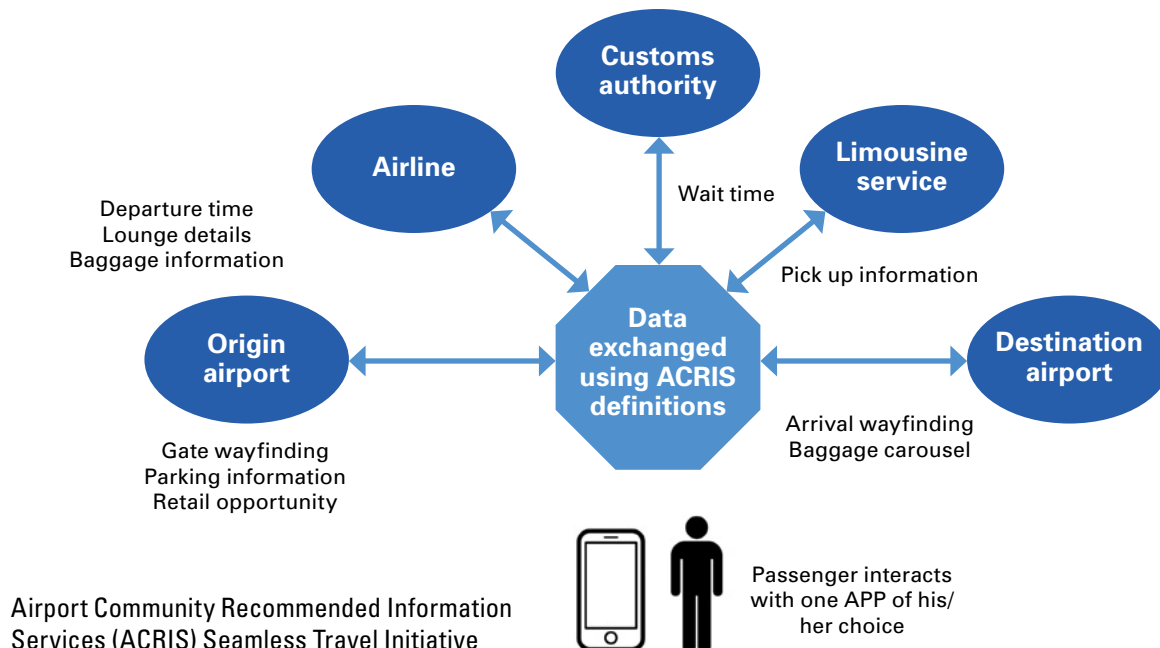 Customs
authority
Airline
Limousine
service
Wait time
Departure time
Lounge details
Baggage information
Pick up information
Data
exchanged
using ACRIS
definitions
Origin
airport
Destination
airport
Gate wayfinding
Parking information
Retail opportunity
Arrival wayfinding
Baggage carousel
Passenger interacts
with one APP of his/
her choice
Airport Community Recommended Information
Services (ACRIS) Seamless Travel Initiative